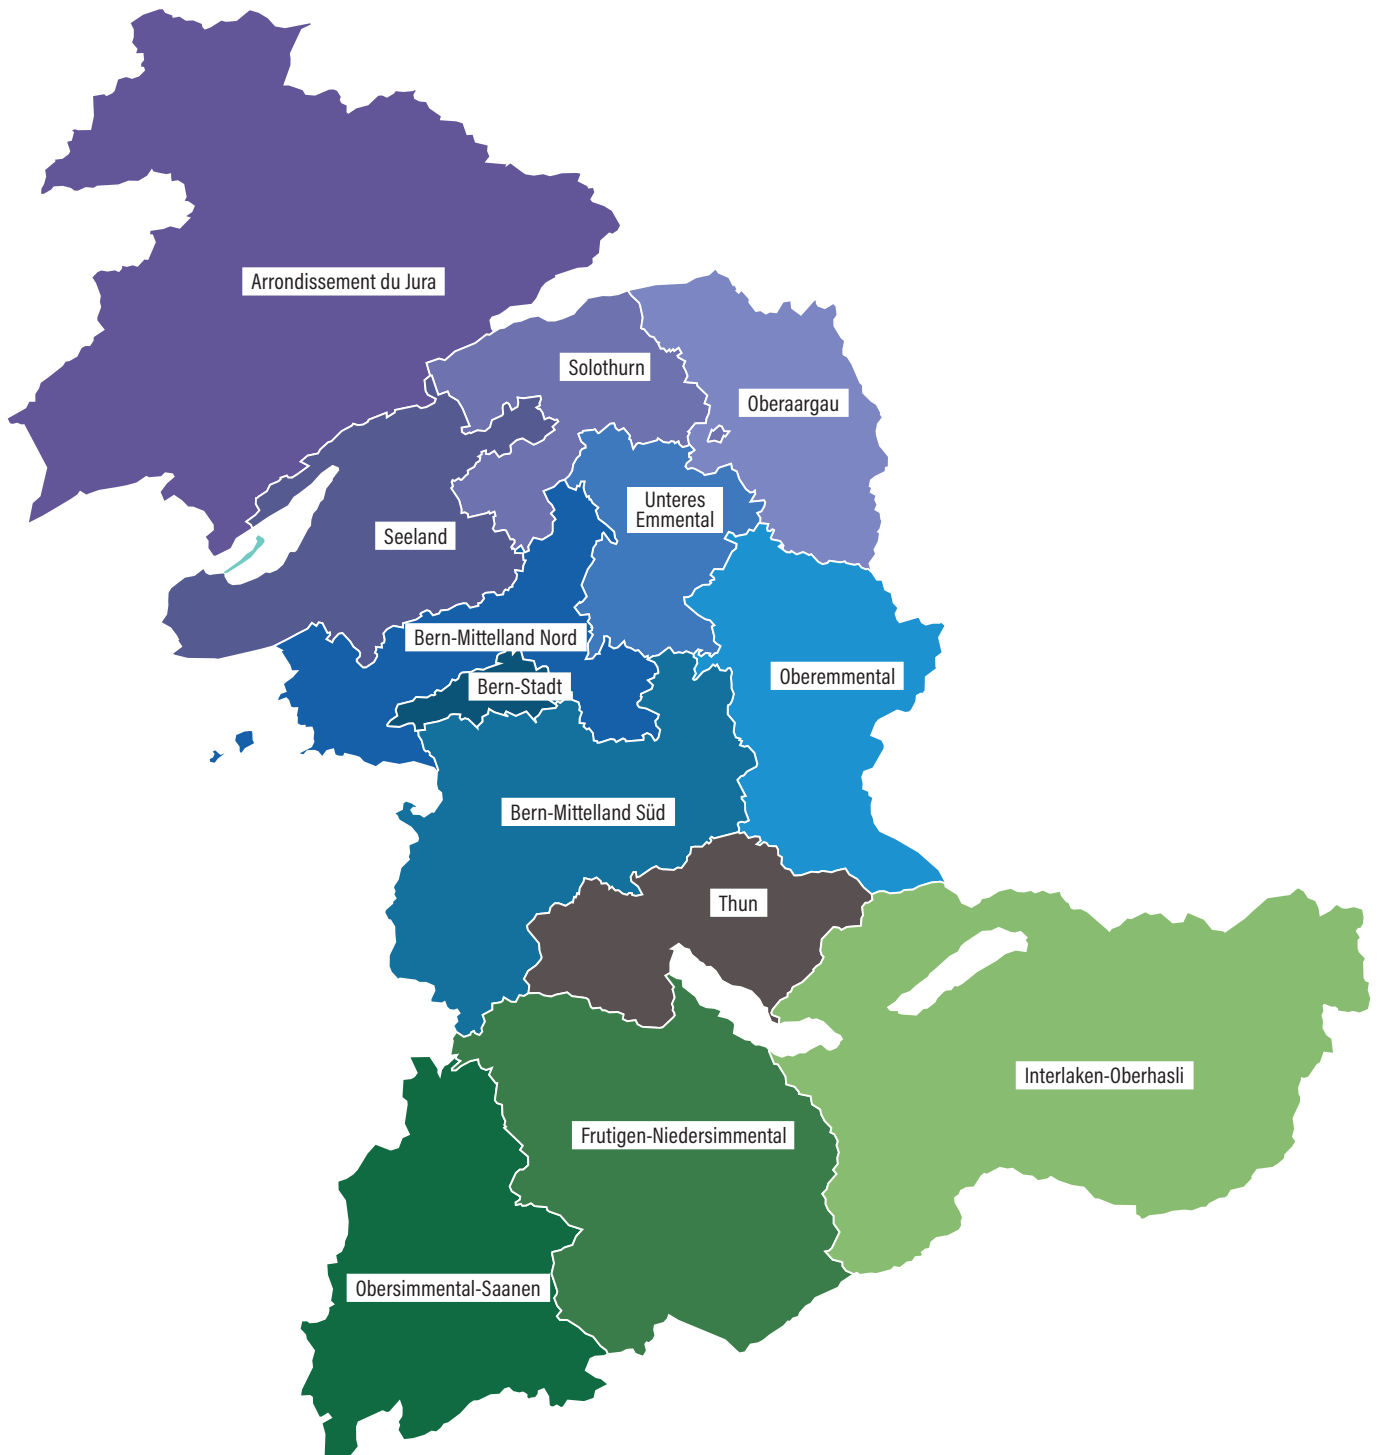 Arrondissement du Jura
Solothurn
Oberaargau
Unteres
Emmental
Seeland
Bern-Mittelland Nord
Oberemmental
Bern-Stadt
Bern-Mittelland Süd
Thun
Interlaken-Oberhasli
Frutigen-Niedersimmental
Obersimmental-Saanen